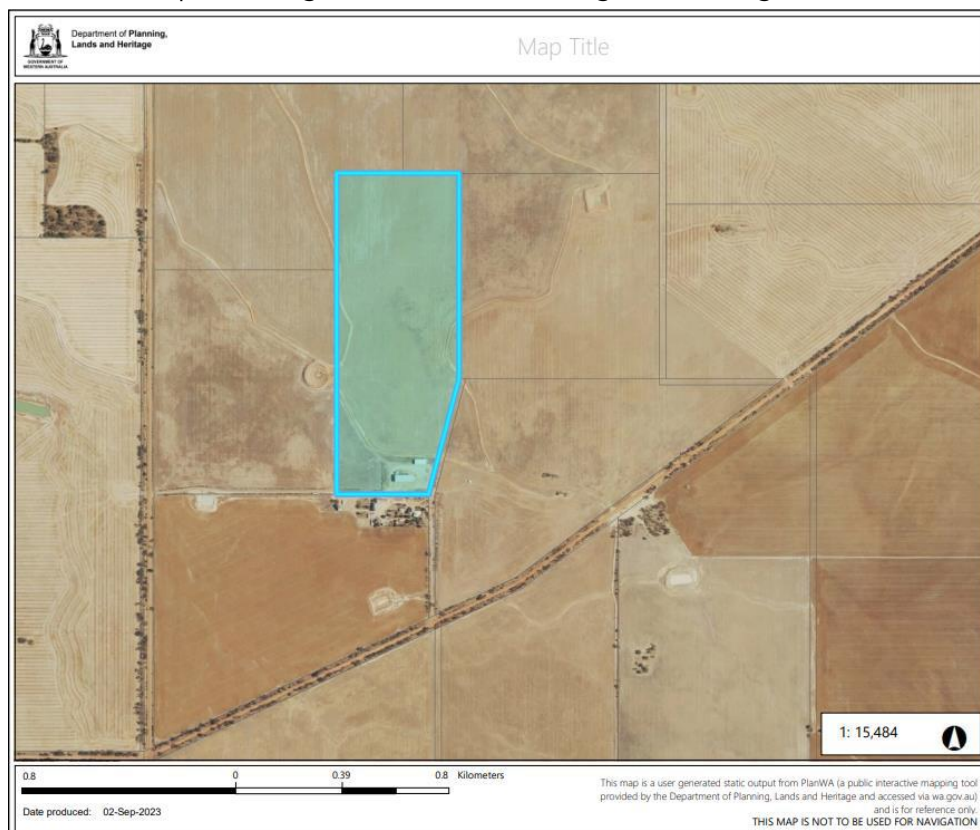 Department of Planning,
Lands and Heritage
GOVERNMENT OF
WESTERN AUSTRALIA
Map Title
1: 15,484
0.8
0
0.39
0.8 Kilometers
Date produced: 02-Sep-2023
This map is a user generated static output from PlanWA (a public interactive mapping tool
provided by the Department of Planning, Lands and Heritage and accessed via wa.gov.au)
and is for reference only.
THIS MAP IS NOT TO BE USED FOR NAVIGATION